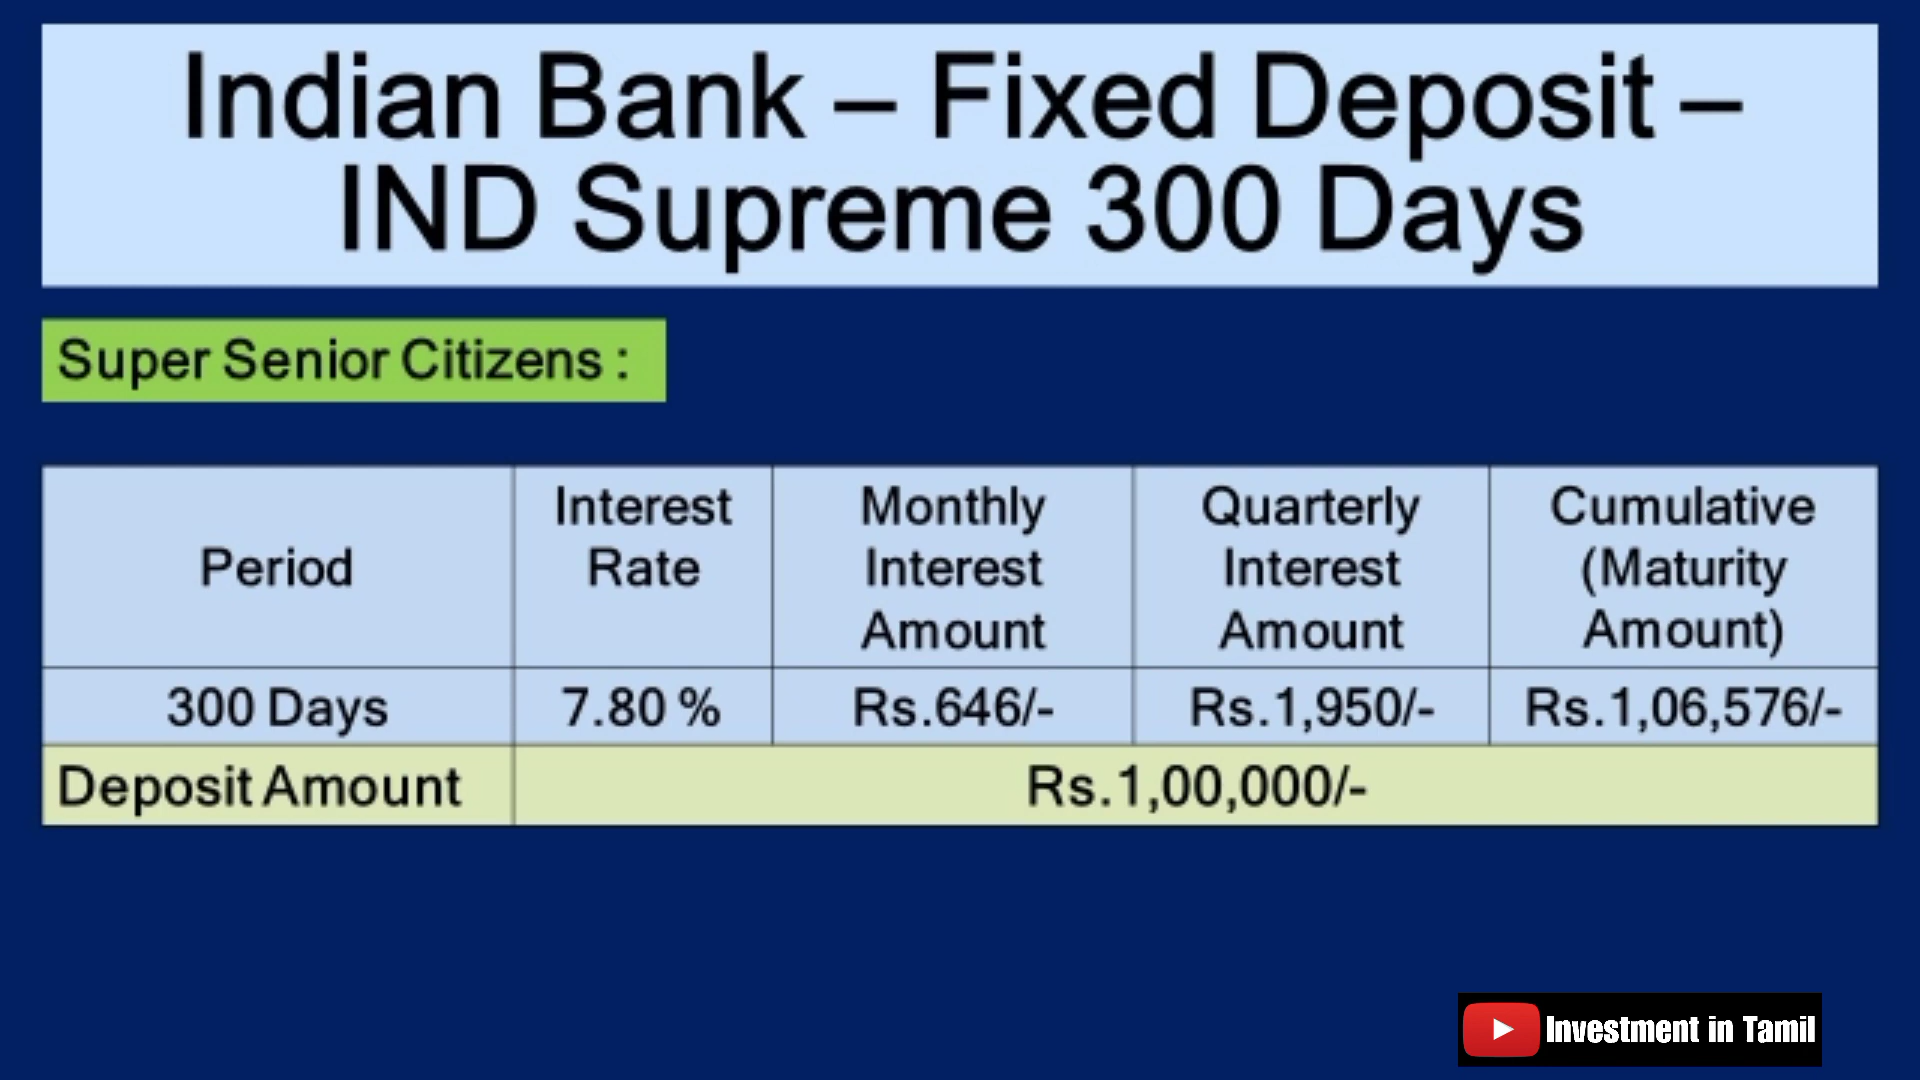 Indian Bank – Fixed Deposit –
IND Supreme 300 Days
Super Senior Citizens :
Period
Interest
Rate
Monthly
Interest
Amount
Quarterly
Interest
Amount
Cumulative
(Maturity
Amount)
300 Days
7.80 %
Rs.646/-
Rs.1,950/-
Rs.1,06,576/-
Deposit Amount
Rs.1,00,000/-
Investment in Tamil